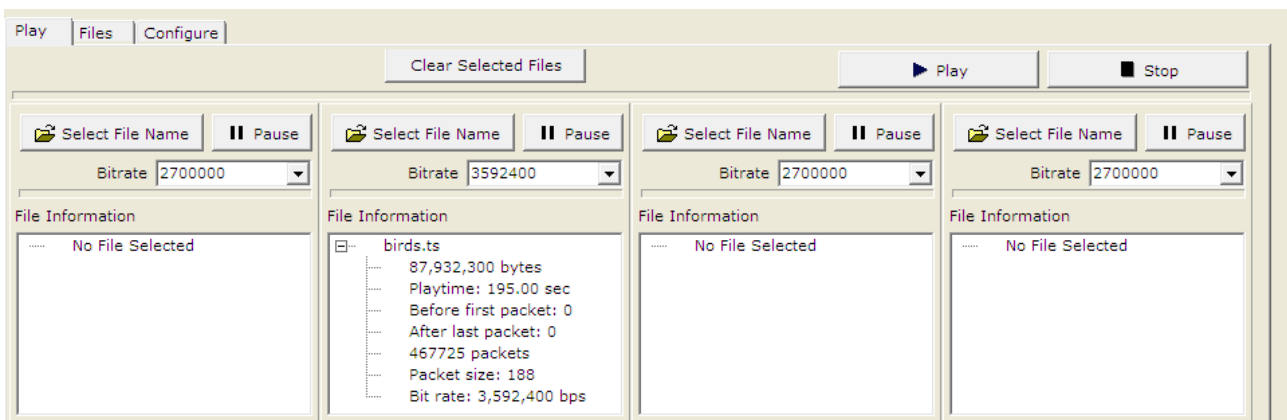 Play Files Configure
Clear Selected Files Play Stop
Select File Name Pause Select File Name Pause Select File Name Pause Select File Name Pause
Bitrate 2700000 Bitrate 3592400 Bitrate 2700000 Bitrate 2700000
File Information File Information File Information File Information
No File Selected birds.ts No File Selected No File Selected
87,932,300 bytes
Playtime: 195.00 sec
Before first packet: 0
After last packet: 0
467725 packets
Packet size: 188
Bit rate: 3,592,400 bps